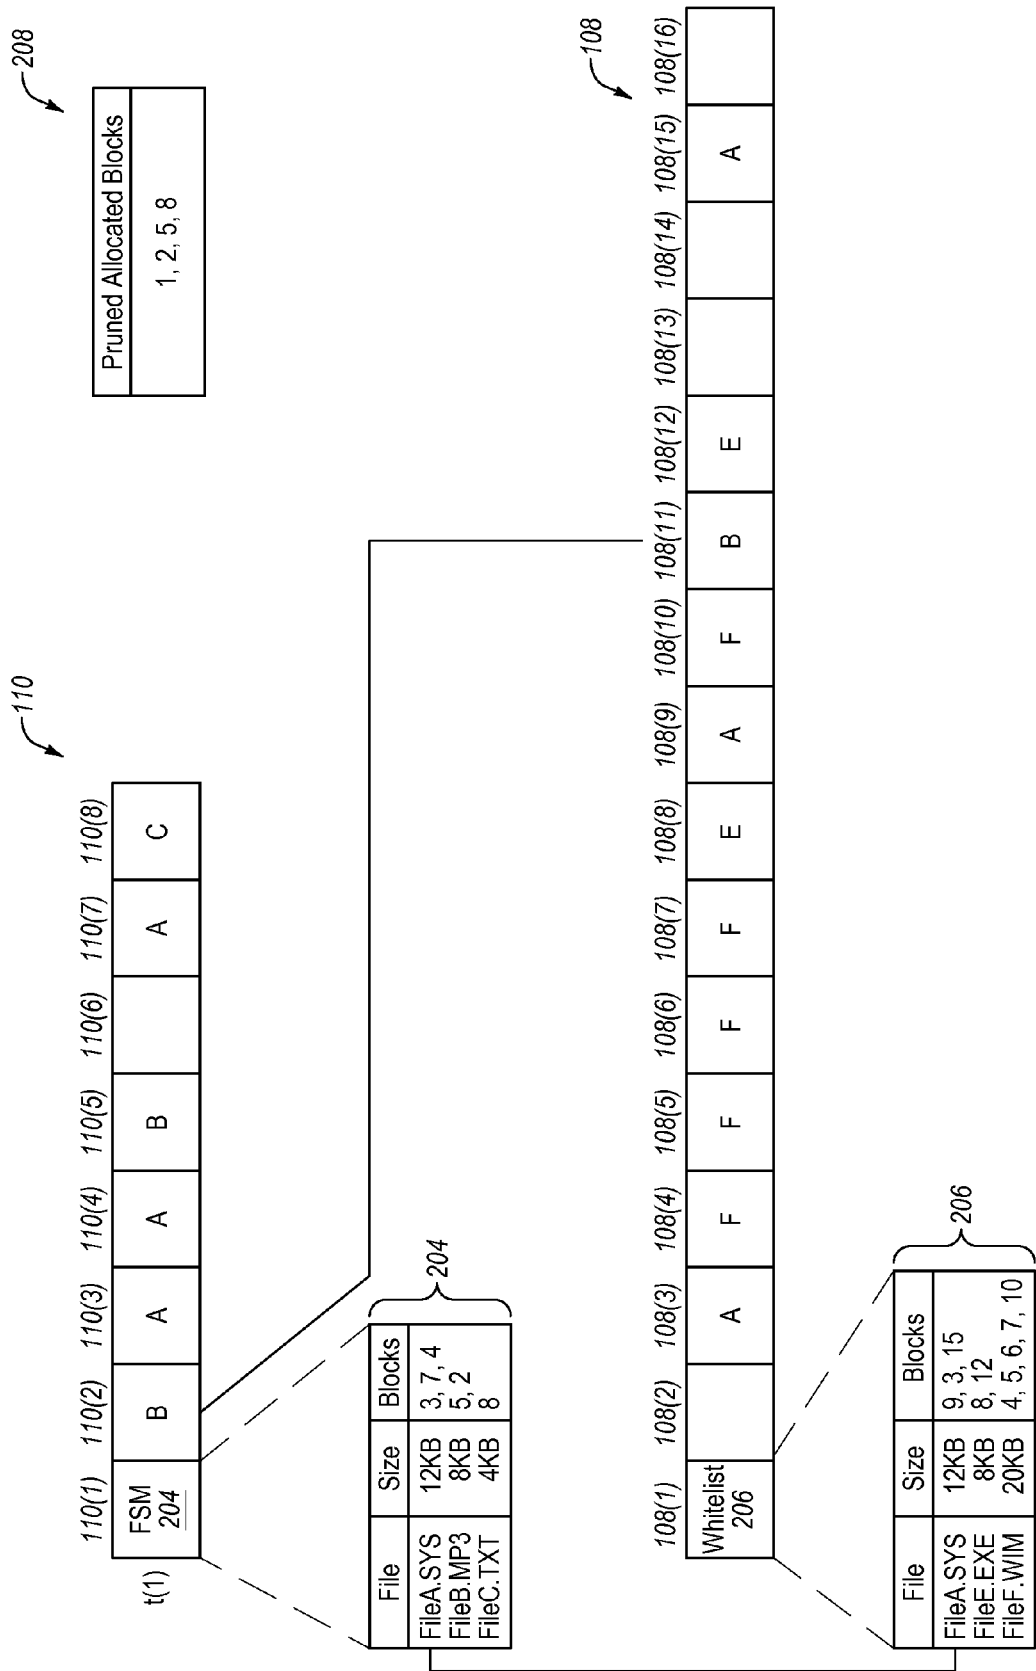 208
Pruned Allocated Blocks
1, 2, 5, 8
110
110(1) 110(2) 110(3) 110(4) 110(5) 110(6) 110(7) 110(8)
t(1) FSM B A A B A C
204
File Size Blocks
FileA.SYS 12KB 3, 7, 4
FileB.MP3 8KB 5, 2
FileC.TXT 4KB 8
204
108
108(1) 108(2) 108(3) 108(4) 108(5) 108(6) 108(7) 108(8) 108(9) 108(10) 108(11) 108(12) 108(13) 108(14) 108(15) 108(16)
Whitelist A F F F F E A F B E A
206
File Size Blocks
FileA.SYS 12KB 9, 3, 15
FileE.EXE 8KB 8, 12
FileF.WIM 20KB 4, 5, 6, 7, 10
206